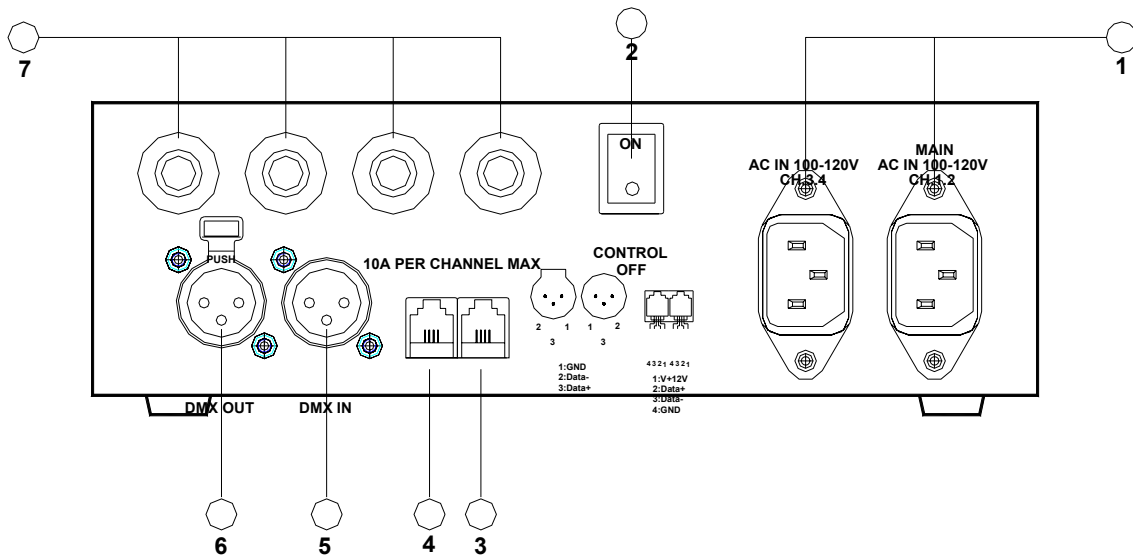 7
2
1
ON
MAIN
AC IN 100-120V
AC IN 100-120V
CH 3.4
CH 1.2
PUSH
10A PER CHANNEL MAX
CONTROL
OFF
2 1
3
1 2
3
4 3 2 1 4 3 2 1
1:GND
2:Data-
3:Data+
1:V+12V
2:Data+
3:Data-
4:GND
DMX OUT
DMX IN
6
5
4
3